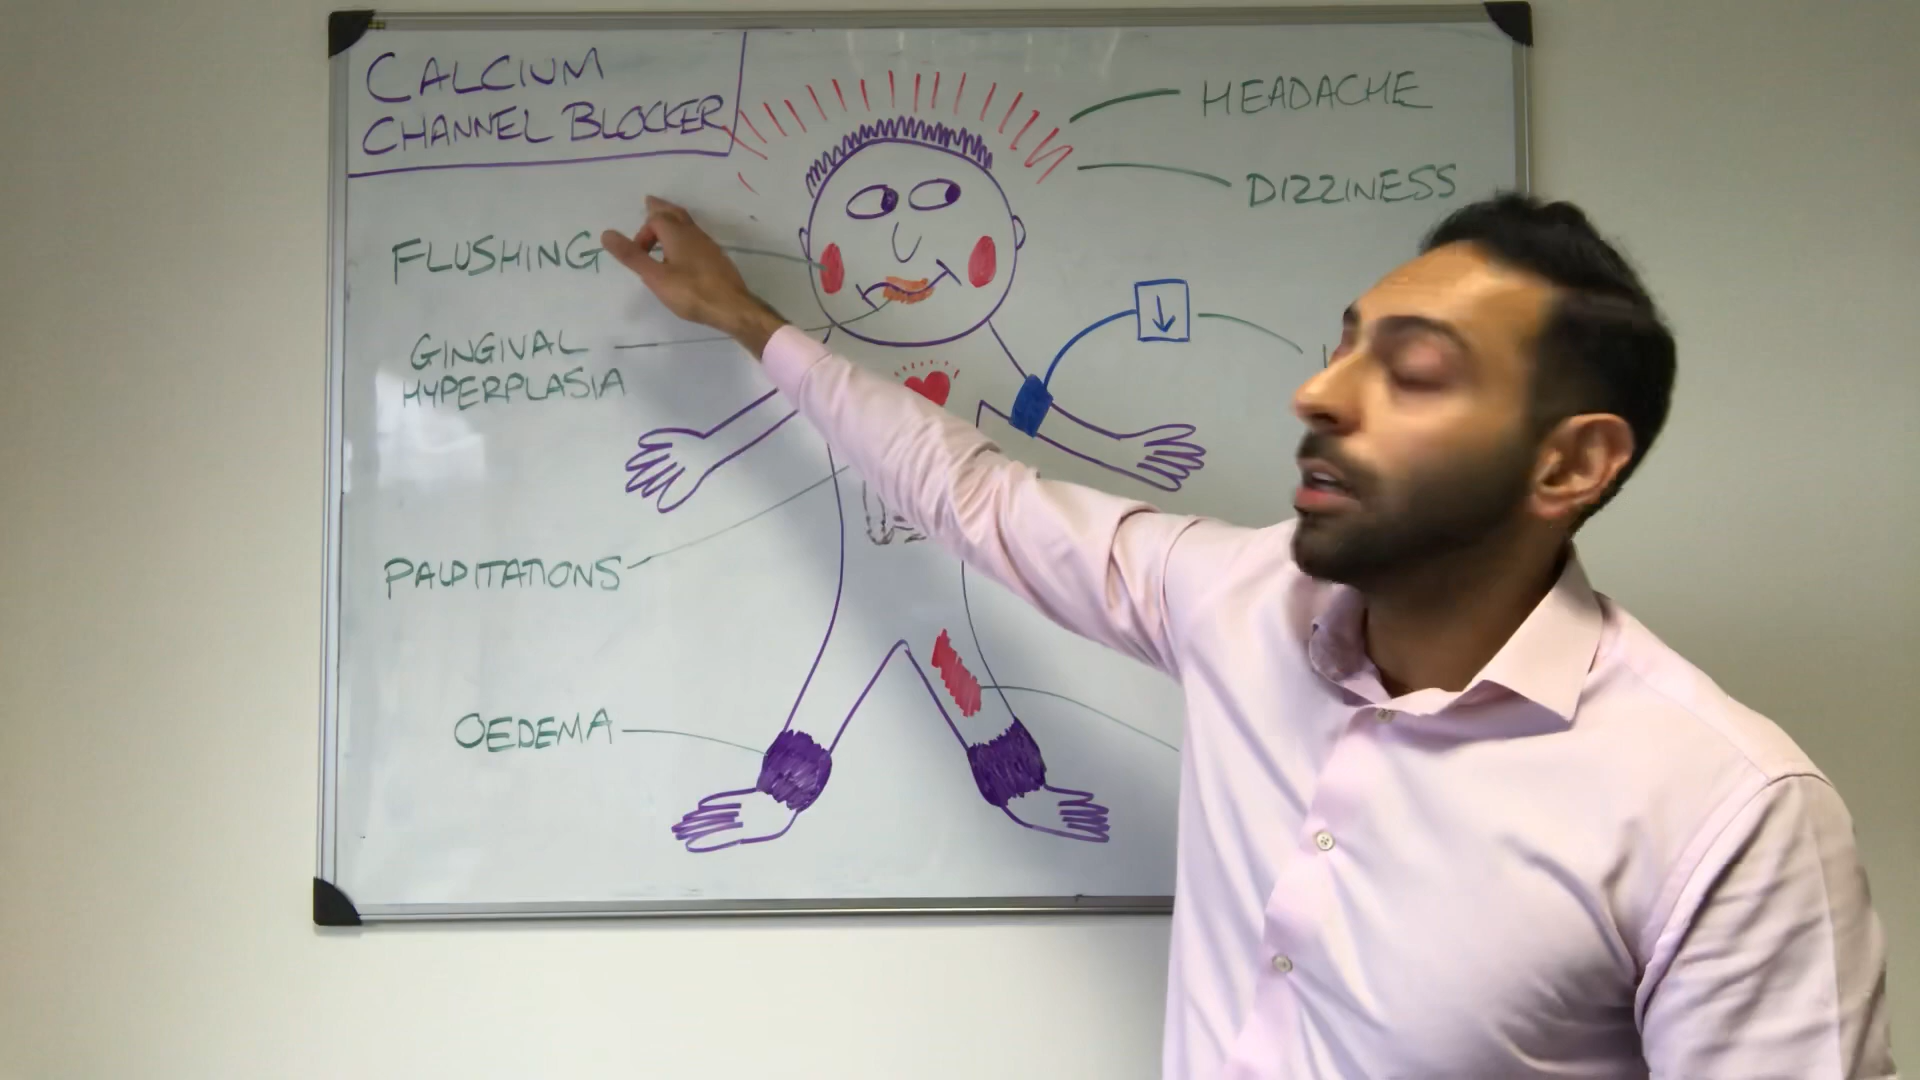 CALCIUM
CHANNEL BLOCKER
HEADACHE
DIZZINESS
FLUSHING
GINGIVAL
HYPERPLASIA
PALPITATIONS
OEDEMA